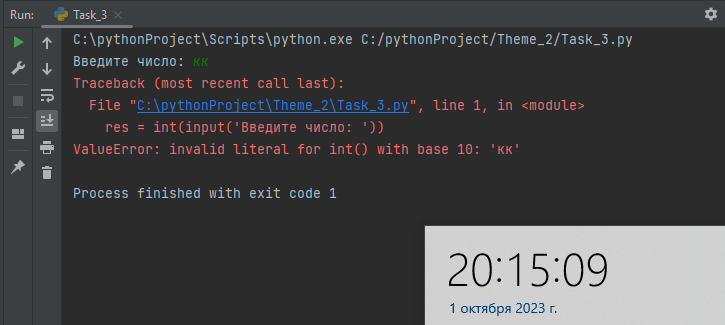 Run: Task_3
C:\pythonProject\Scripts\python.exe C:/pythonProject/Theme_2/Task_3.py
Введите число: кк
Traceback (most recent call last):
File "C:\pythonProject\Theme_2\Task_3.py", line 1, in <module>
res = int(input('Введите число: '))
ValueError: invalid literal for int() with base 10: 'кк'
Process finished with exit code 1
20:15:09
1 октября 2023 г.